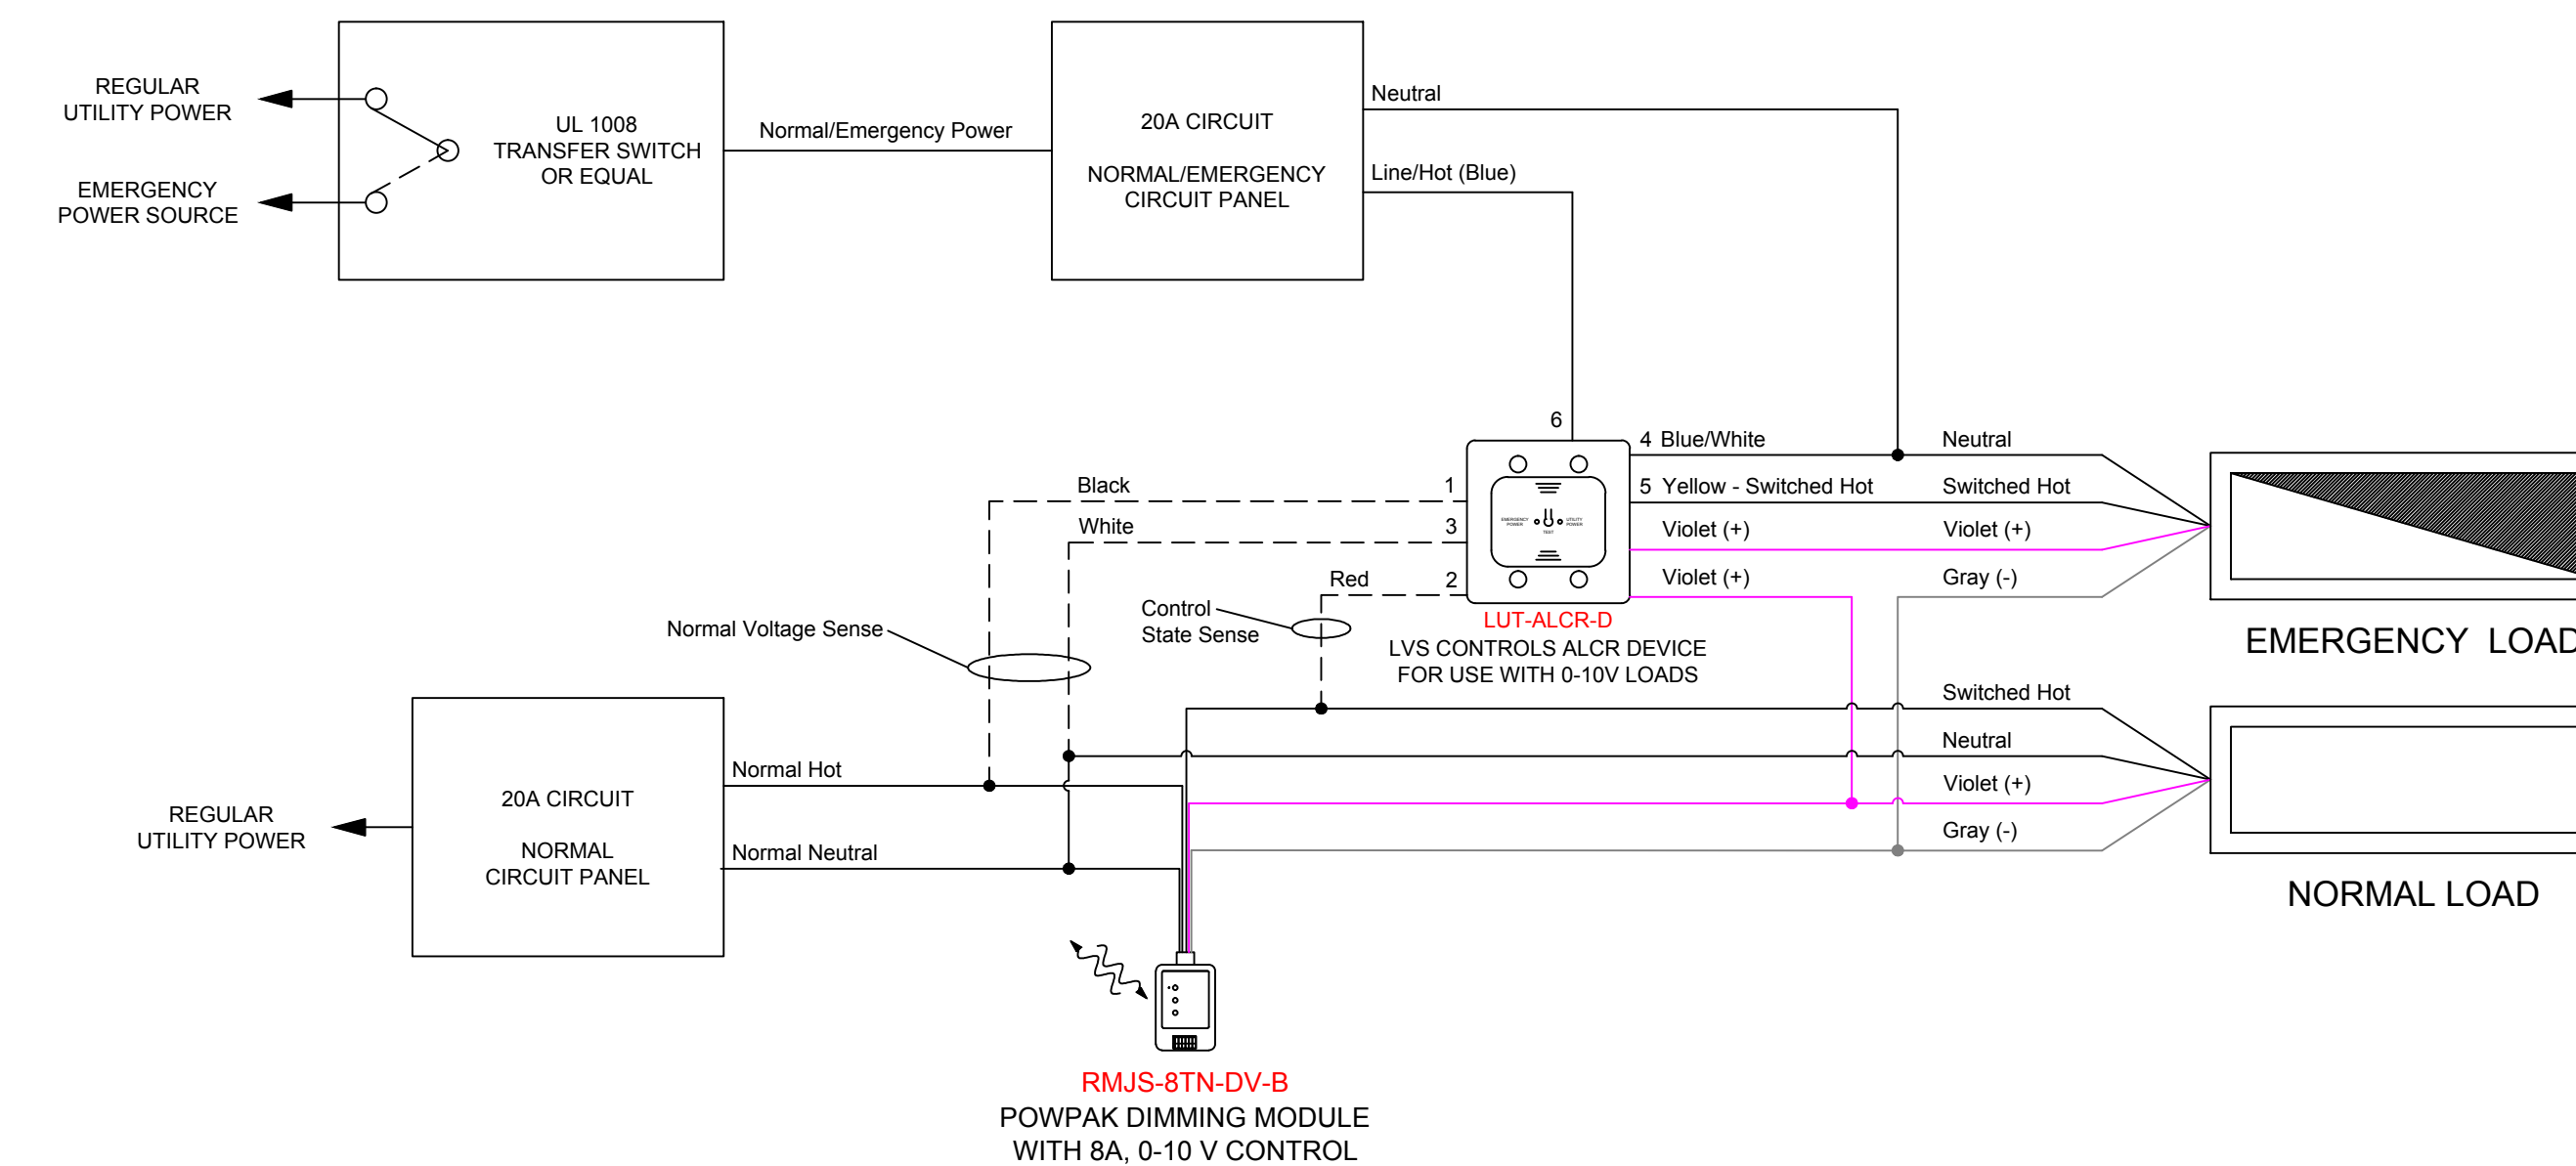 REGULAR
UTILITY POWER
EMERGENCY
POWER SOURCE
UL 1008
TRANSFER SWITCH
OR EQUAL
Normal/Emergency Power
20A CIRCUIT
NORMAL/EMERGENCY
CIRCUIT PANEL
Neutral
Line/Hot (Blue)
6
4 Blue/White
Neutral
Black
1
5 Yellow - Switched Hot
Switched Hot
White
3
Violet (+)
Violet (+)
Red
2
Violet (+)
Gray (-)
EMERGENCY
POWER
UTILITY
POWER
TEST
Control
State Sense
LUT-ALCR-D
LVS CONTROLS ALCR DEVICE
FOR USE WITH 0-10V LOADS
EMERGENCY LOAD
Normal Voltage Sense
Switched Hot
Neutral
Violet (+)
Gray (-)
NORMAL LOAD
Normal Hot
Normal Neutral
REGULAR
UTILITY POWER
20A CIRCUIT
NORMAL
CIRCUIT PANEL
RMJS-8TN-DV-B
POWPAK DIMMING MODULE
WITH 8A, 0-10 V CONTROL